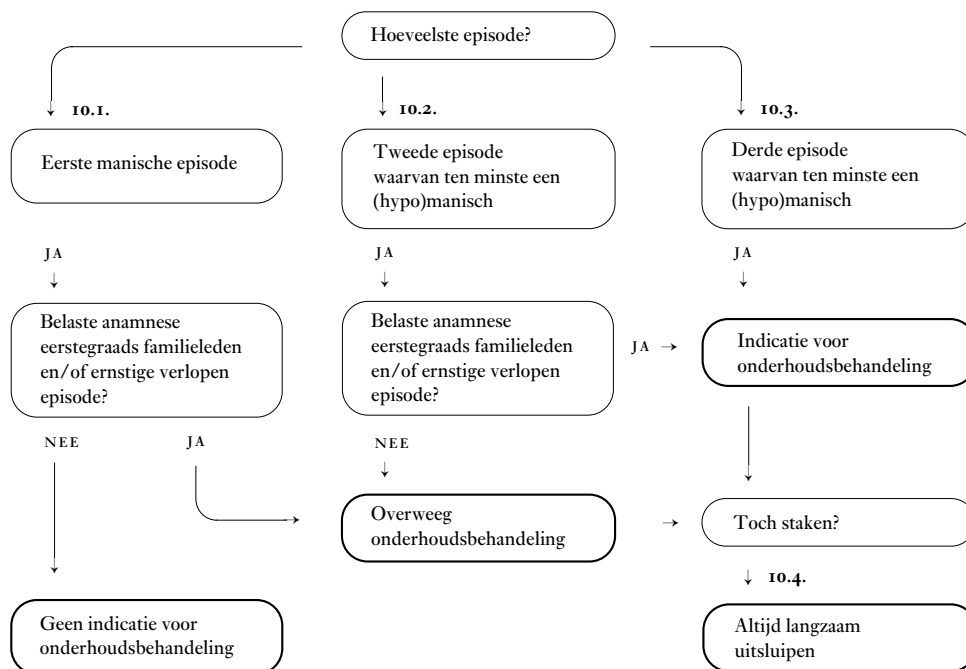 Hoeveelste episode?
10.1.
10.2.
10.3.
Eerste manische episode
Tweede episode
waarvan ten minste een
(hypo)manisch
Derde episode
waarvan ten minste een
(hypo)manisch
JA
JA
JA
Belaste anamnese
eerstegraads familieleden
en/of ernstige verlopen
episode?
Belaste anamnese
eerstegraads familieleden
en/of ernstige verlopen
episode?
JA
Indicatie voor
onderhoudsbehandeling
NEE
JA
NEE
Overweeg
onderhoudsbehandeling
Toch staken?
10.4.
Geen indicatie voor
onderhoudsbehandeling
Altijd langzaam
uitsluipen